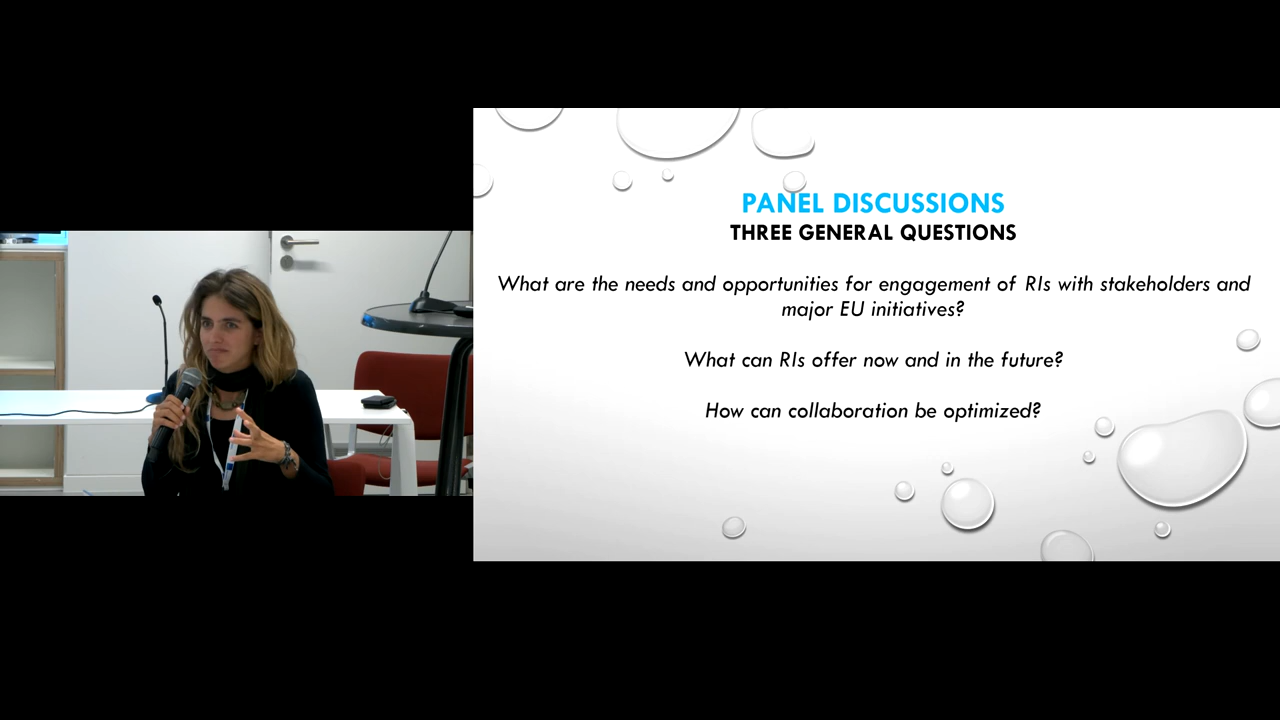 PANEL DISCUSSIONS
THREE GENERAL QUESTIONS
What are the needs and opportunities for engagement of RIs with stakeholders and
major EU initiatives?
What can RIs offer now and in the future?
How can collaboration be optimized?